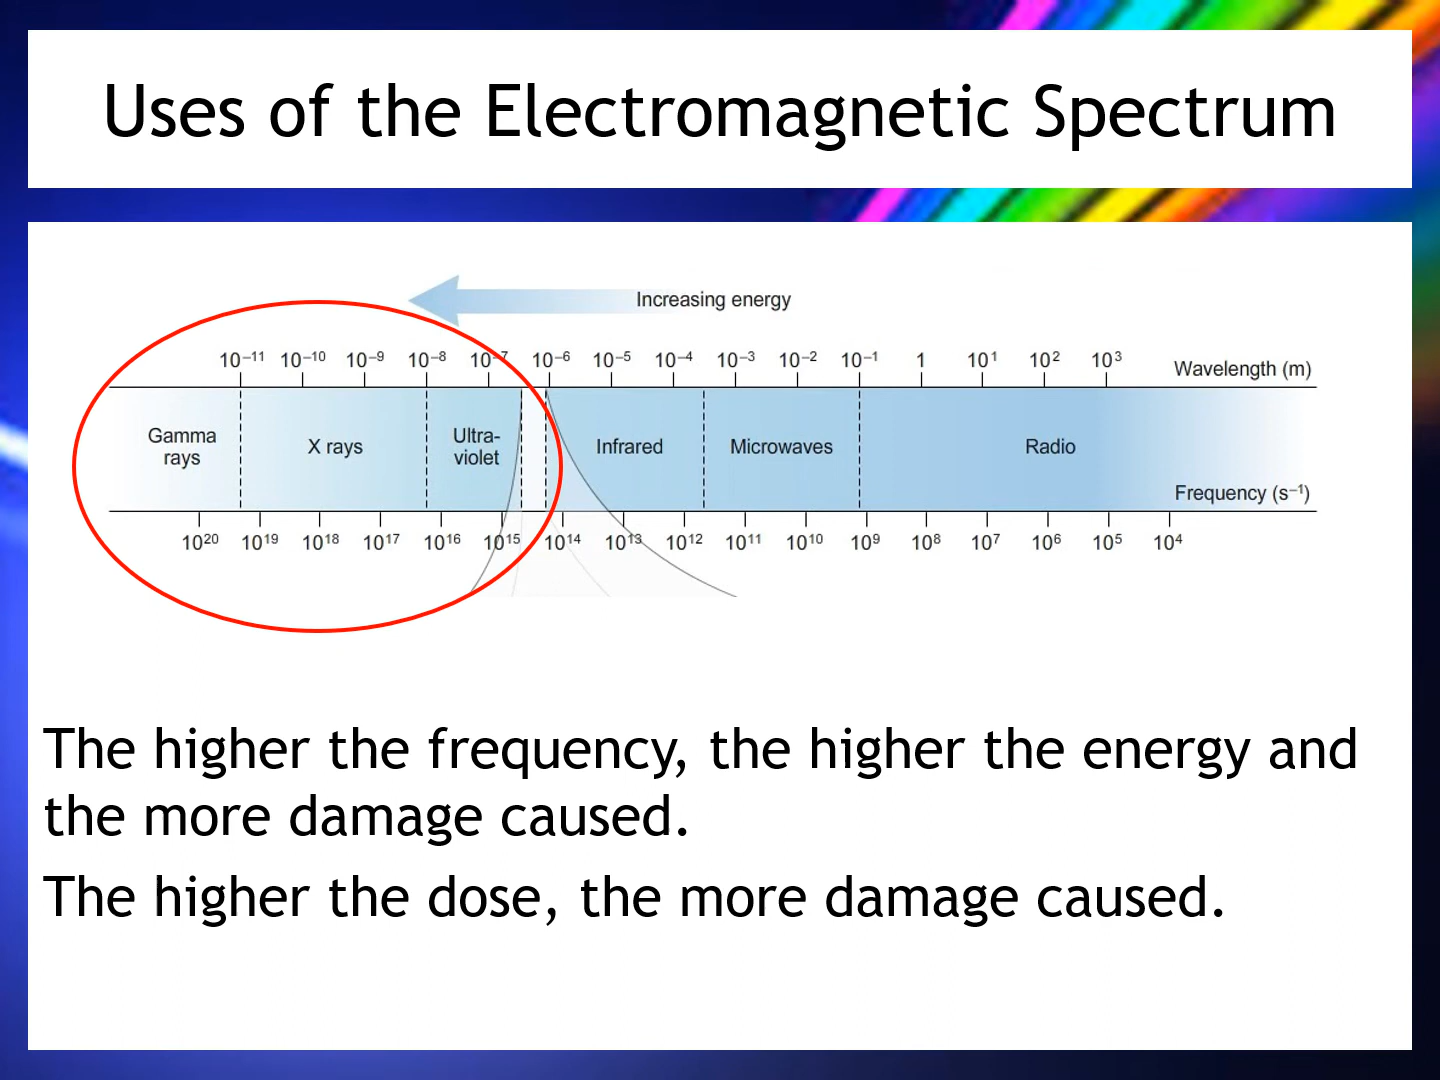 Uses of the Electromagnetic Spectrum
Increasing energy
10⁻¹¹ 10⁻¹⁰ 10⁻⁹ 10⁻⁸ 10⁻⁷ 10⁻⁶ 10⁻⁵ 10⁻⁴ 10⁻³ 10⁻² 10⁻¹ 1 10¹ 10² 10³ Wavelength (m)
Gamma
rays
X rays
Ultra-
violet
Infrared
Microwaves
Radio
Frequency (s⁻¹)
10²⁰ 10¹⁹ 10¹⁸ 10¹⁷ 10¹⁶ 10¹⁵ 10¹⁴ 10¹³ 10¹² 10¹¹ 10¹⁰ 10⁹ 10⁸ 10⁷ 10⁶ 10⁵ 10⁴
The higher the frequency, the higher the energy and
the more damage caused.
The higher the dose, the more damage caused.